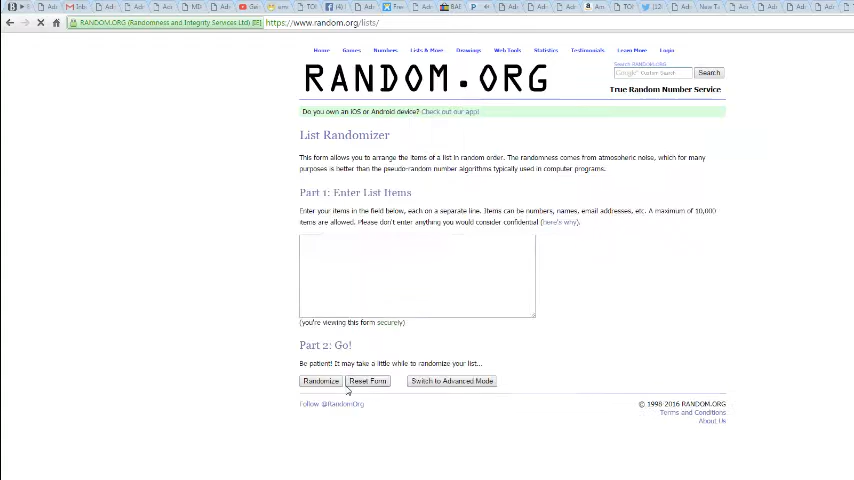 RANDOM.ORG (Randomness and Integrity Services Ltd) [IE] https://www.random.org/lists/
Home Games Numbers Lists & More Drawings Web Tools Statistics Testimonials Learn More Login
RANDOM.ORG
Search RANDOM.ORG
Google™ Custom Search Search
True Random Number Service
Do you own an iOS or Android device? Check out our app!
List Randomizer
This form allows you to arrange the items of a list in random order. The randomness comes from atmospheric noise, which for many
purposes is better than the pseudo-random number algorithms typically used in computer programs.
Part 1: Enter List Items
Enter your items in the field below, each on a separate line. Items can be numbers, names, email addresses, etc. A maximum of 10,000
items are allowed. Please don't enter anything you would consider confidential (here's why).
(you're viewing this form securely)
Part 2: Go!
Be patient! It may take a little while to randomize your list...
Randomize Reset Form Switch to Advanced Mode
Follow @RandomOrg
© 1998-2016 RANDOM.ORG
Terms and Conditions
About Us